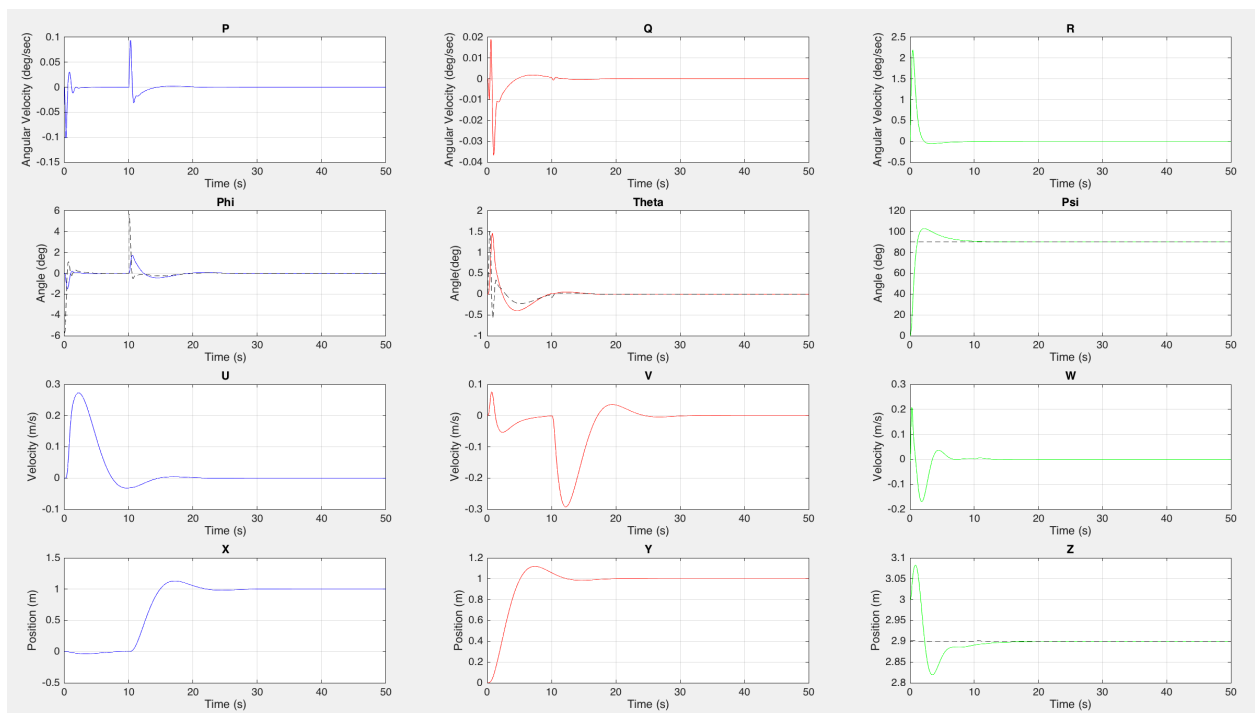 P
Angular Velocity (deg/sec)
0.1
0.05
0
-0.05
-0.1
-0.15
0 10 20 30 40 50
Time (s)
Q
Angular Velocity (deg/sec)
0.02
0.01
0
-0.01
-0.02
-0.03
-0.04
0 10 20 30 40 50
Time (s)
R
Angular Velocity (deg/sec)
2.5
2
1.5
1
0.5
0
-0.5
0 10 20 30 40 50
Time (s)
Phi
Angle (deg)
6
4
2
0
-2
-4
-6
0 10 20 30 40 50
Time (s)
Theta
Angle(deg)
2
1.5
1
0.5
0
-0.5
-1
0 10 20 30 40 50
Time (s)
Psi
Angle (deg)
120
100
80
60
40
20
0
0 10 20 30 40 50
Time (s)
U
Velocity (m/s)
0.3
0.2
0.1
0
-0.1
0 10 20 30 40 50
Time (s)
V
Velocity (m/s)
0.1
0
-0.1
-0.2
-0.3
0 10 20 30 40 50
Time (s)
W
Velocity (m/s)
0.3
0.2
0.1
0
-0.1
-0.2
0 10 20 30 40 50
Time (s)
X
Position (m)
1.5
1
0.5
0
-0.5
0 10 20 30 40 50
Time (s)
Y
Position (m)
1.2
1
0.8
0.6
0.4
0.2
0
0 10 20 30 40 50
Time (s)
Z
Position (m)
3.1
3.05
3
2.95
2.9
2.85
2.8
0 10 20 30 40 50
Time (s)